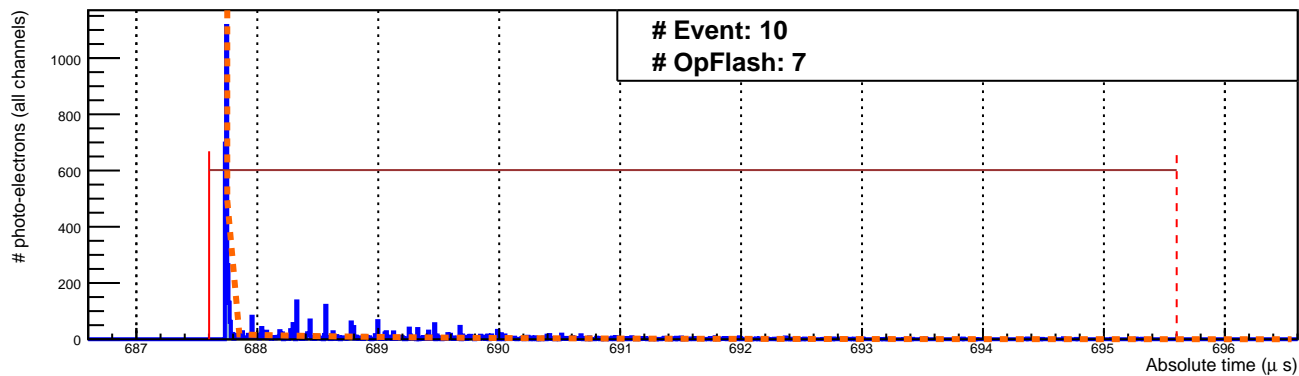 # Event: 10
# OpFlash: 7
# photo-electrons (all channels)
1000
800
600
400
200
0
687 688 689 690 691 692 693 694 695 696
Absolute time (μ s)